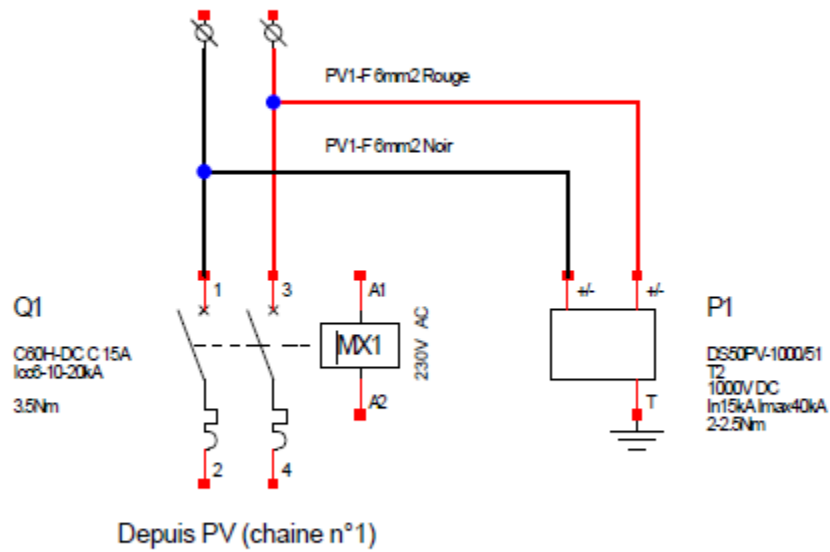 PV1-F 6mm2 Rouge
PV1-F 6mm2 Noir
1
3
A1
+/-
+/-
Q1
C60H-DC C 15A
Icc6-10-20kA
3.5Nm
MX1
230V AC
P1
DS50PV-1000/51
T2
1000V DC
In15kA Imax40kA
2-2.5Nm
A2
T
2
4
Depuis PV (chaine n°1)